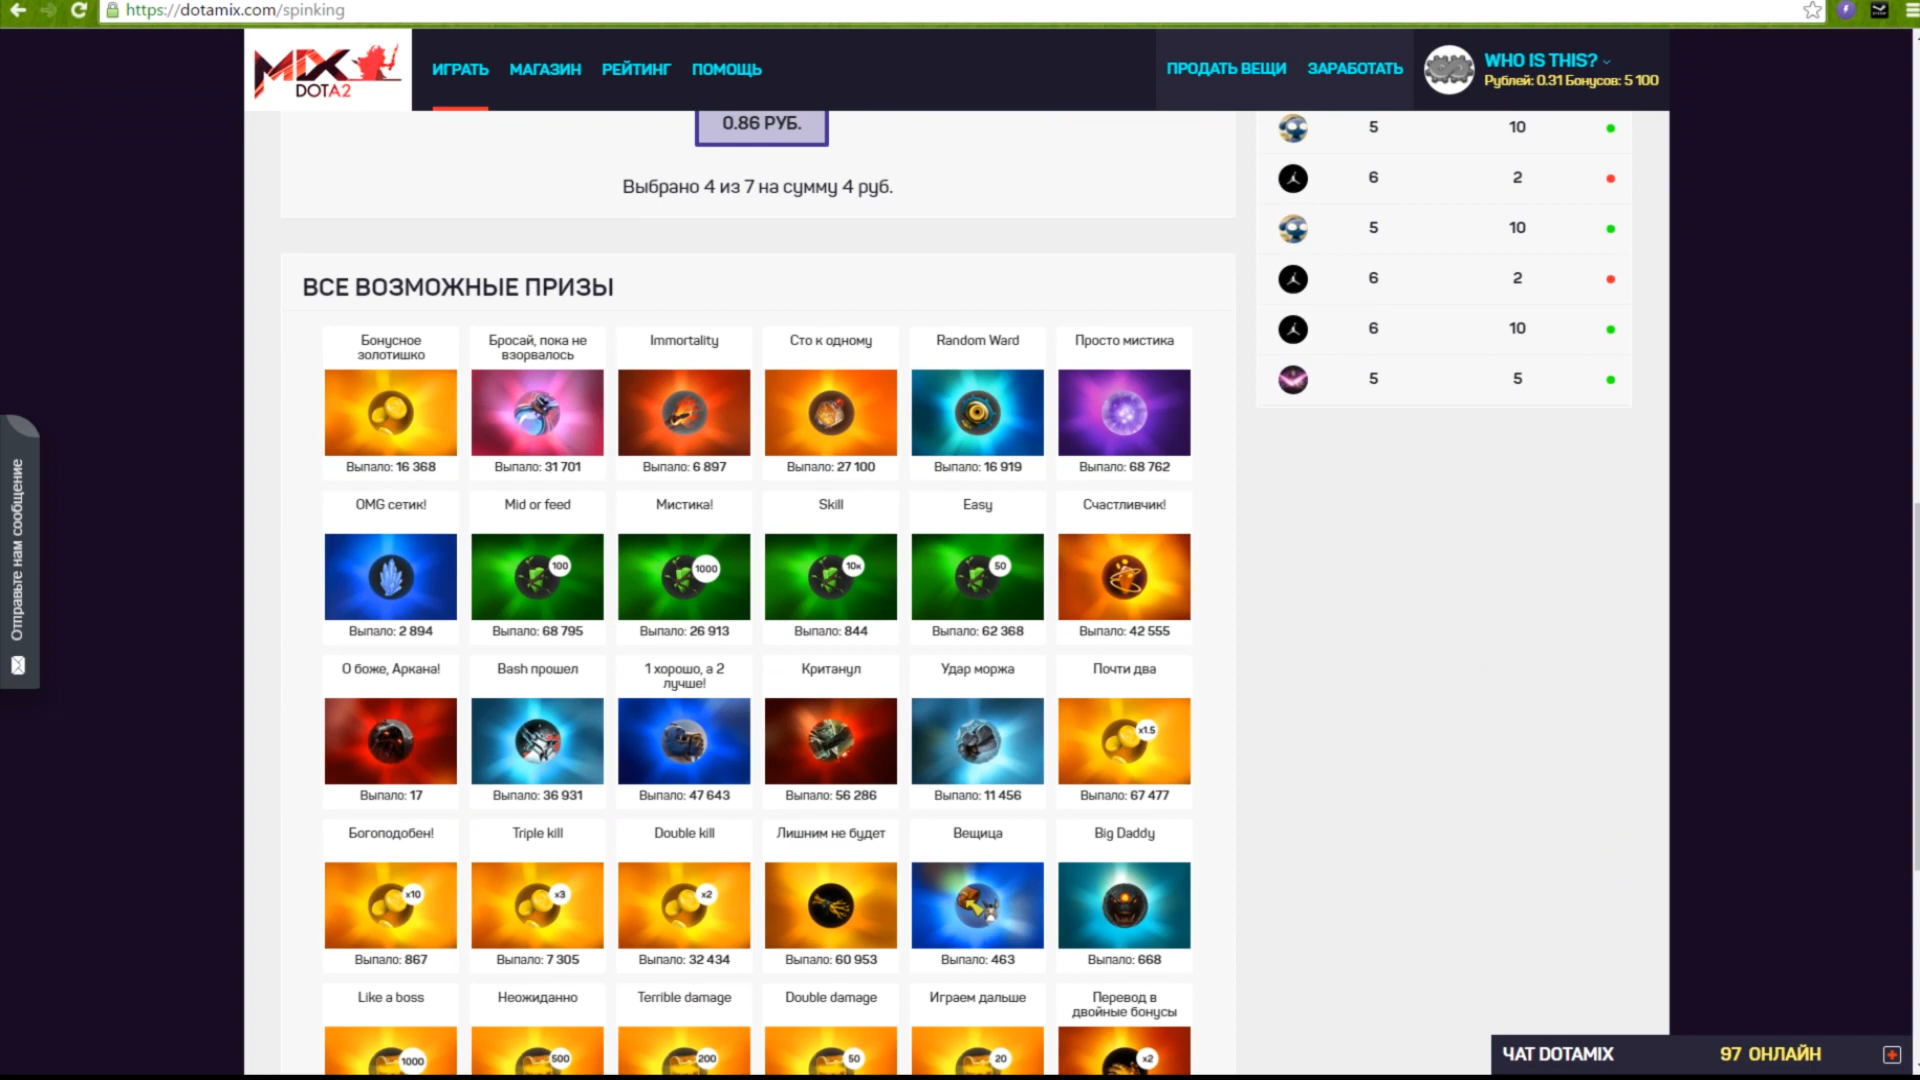 https://dotamix.com/spinking
MIX
DOTA2
ИГРАТЬ МАГАЗИН РЕЙТИНГ ПОМОЩЬ
ПРОДАТЬ ВЕЩИ ЗАРАБОТАТЬ
WHO IS THIS?
Рублей: 0.31 Бонусов: 5 100
0.86 РУБ.
Выбрано 4 из 7 на сумму 4 руб.
5 10
6 2
5 10
6 2
6 10
5 5
Отправьте нам сообщение
ВСЕ ВОЗМОЖНЫЕ ПРИЗЫ
Бонусное золотишко
Выпало: 16 368
Бросай, пока не взорвалось
Выпало: 31 701
Immortality
Выпало: 6 897
Сто к одному
Выпало: 27 100
Random Ward
Выпало: 16 919
Просто мистика
Выпало: 68 762
OMG сетик!
Выпало: 2 894
Mid or feed
100
Выпало: 68 795
Мистика!
1000
Выпало: 26 913
Skill
10к
Выпало: 844
Easy
50
Выпало: 62 368
Счастливчик!
Выпало: 42 555
О боже, Аркана!
Выпало: 17
Bash прошел
Выпало: 36 931
1 хорошо, а 2 лучше!
Выпало: 47 643
Критaнул
Выпало: 56 286
Удар моржа
Выпало: 11 456
Почти два
x1.5
Выпало: 67 477
Богоподобен!
x10
Выпало: 867
Triple kill
x3
Выпало: 7 305
Double kill
x2
Выпало: 32 434
Лишним не будет
Выпало: 60 953
Вещица
Выпало: 463
Big Daddy
Выпало: 668
Like a boss
1000
Неожиданно
500
Terrible damage
200
Double damage
50
Играем дальше
20
Перевод в двойные бонусы
x2
ЧАТ DOTAMIX 97 ОНЛАЙН